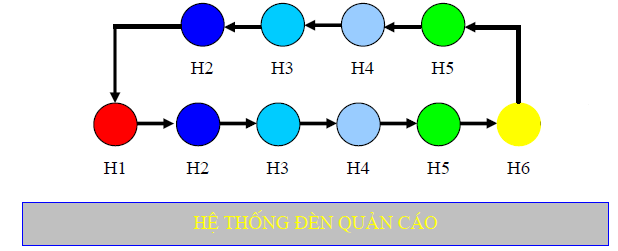 H2 H3 H4 H5
H1 H2 H3 H4 H5 H6
HỆ THỐNG ĐÈN QUẢN CÁO